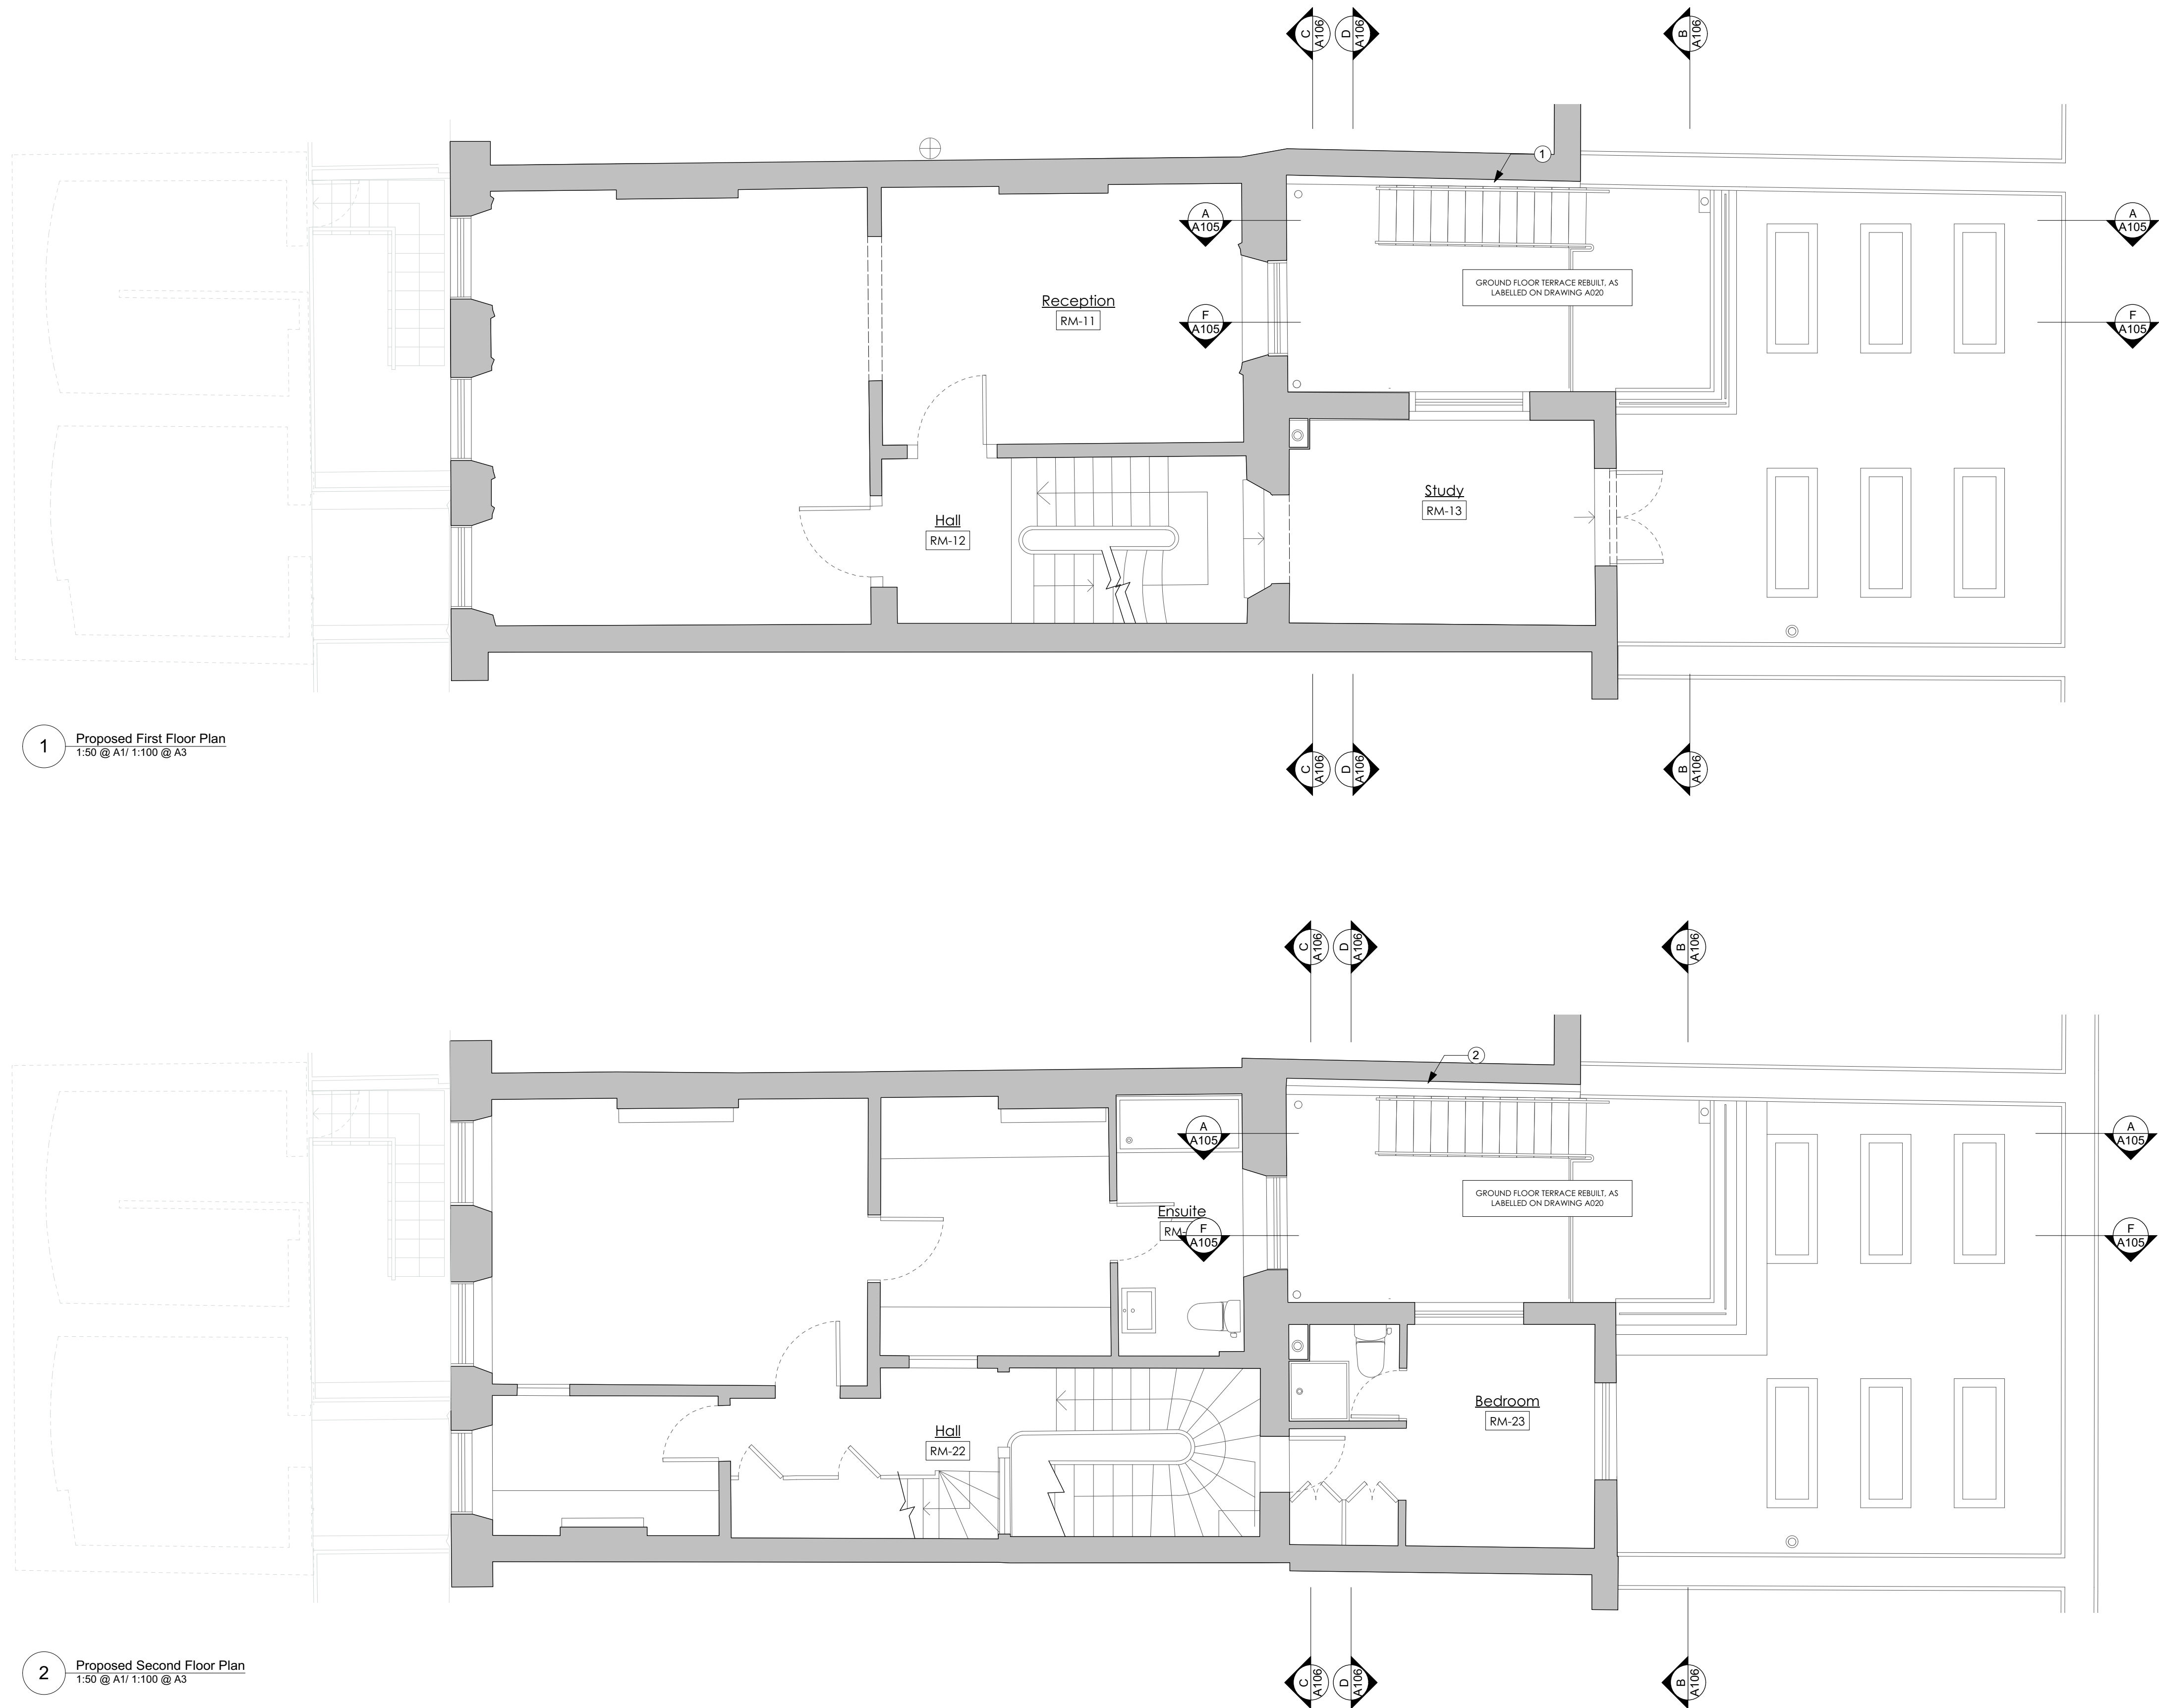 C
A106
D
A106
B
A106
1
A
A105
A
A105
GROUND FLOOR TERRACE REBUILT, AS
LABELLED ON DRAWING A020
Reception
RM-11
F
A105
F
A105
Study
RM-13
Hall
RM-12
1
Proposed First Floor Plan
1:50 @ A1/ 1:100 @ A3
C
A106
D
A106
B
A106
C
A106
D
A106
B
A106
2
A
A105
A
A105
GROUND FLOOR TERRACE REBUILT, AS
LABELLED ON DRAWING A020
Ensuite
RM-
F
A105
F
A105
Bedroom
RM-23
Hall
RM-22
2
Proposed Second Floor Plan
1:50 @ A1/ 1:100 @ A3
C
A106
D
A106
B
A106